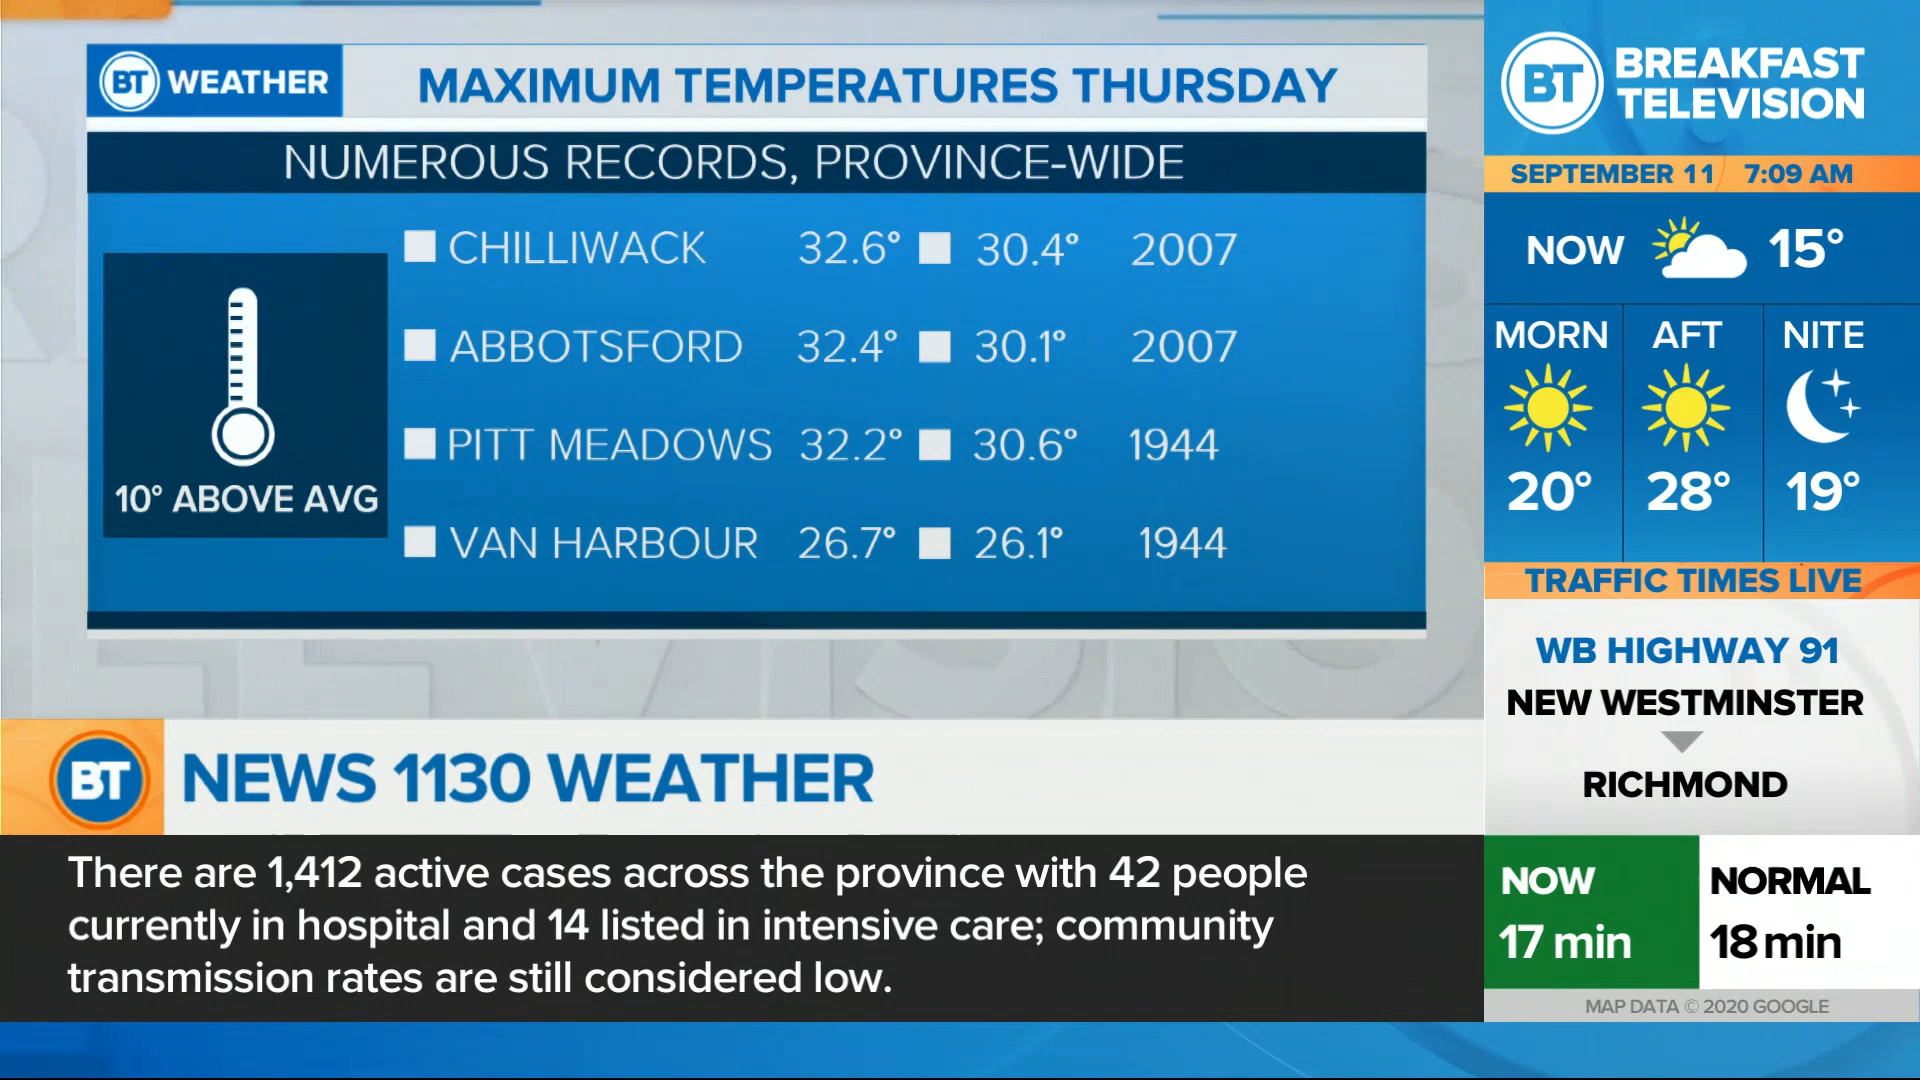 BT WEATHER
MAXIMUM TEMPERATURES THURSDAY
NUMEROUS RECORDS, PROVINCE-WIDE
CHILLIWACK 32.6° 30.4° 2007
ABBOTSFORD 32.4° 30.1° 2007
PITT MEADOWS 32.2° 30.6° 1944
VAN HARBOUR 26.7° 26.1° 1944
10° ABOVE AVG
BT NEWS 1130 WEATHER
There are 1,412 active cases across the province with 42 people
currently in hospital and 14 listed in intensive care; community
transmission rates are still considered low.
BT BREAKFAST
TELEVISION
SEPTEMBER 11 7:09 AM
NOW 15°
MORN AFT NITE
20° 28° 19°
TRAFFIC TIMES LIVE
WB HIGHWAY 91
NEW WESTMINSTER
RICHMOND
NOW NORMAL
17 min 18 min
MAP DATA © 2020 GOOGLE